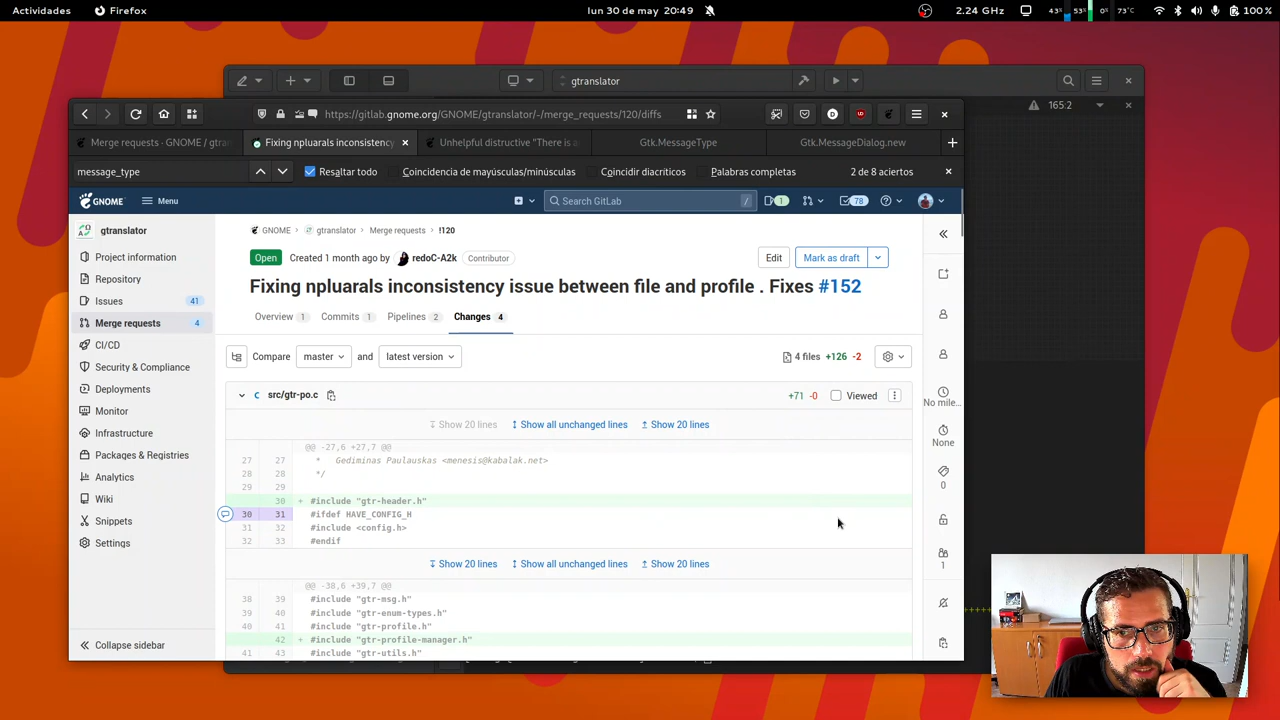 Actividades Firefox lun 30 de may 20:49 2.24 GHz 43% 53% 0% 73°C 100 %
gtranslator
165:2
https://gitlab.gnome.org/GNOME/gtranslator/-/merge_requests/120/diffs
Merge requests · GNOME / gtran Fixing npluarals inconsistency Unhelpful distructive "There is a Gtk.MessageType Gtk.MessageDialog.new
message_type Resaltar todo Coincidencia de mayúsculas/minúsculas Coincidir diacríticos Palabras completas 2 de 8 aciertos
GNOME Menu Search GitLab / 1 78
gtranslator
Project information
Repository
Issues 41
Merge requests 4
CI/CD
Security & Compliance
Deployments
Monitor
Infrastructure
Packages & Registries
Analytics
Wiki
Snippets
Settings
Collapse sidebar
GNOME > gtranslator > Merge requests > !120
Open Created 1 month ago by redoC-A2k Contributor Edit Mark as draft
Fixing npluarals inconsistency issue between file and profile . Fixes #152
Overview 1 Commits 1 Pipelines 2 Changes 4
Compare master and latest version 4 files +126 -2
src/gtr-po.c +71 -0 Viewed
Show 20 lines Show all unchanged lines Show 20 lines
@@ -27,6 +27,7 @@
27 27 * Gediminas Paulauskas <menesis@kabalak.net>
28 28 */
29 29
30 + #include "gtr-header.h"
30 31 #ifdef HAVE_CONFIG_H
31 32 #include <config.h>
32 33 #endif
Show 20 lines Show all unchanged lines Show 20 lines
@@ -38,6 +39,7 @@
38 39 #include "gtr-msg.h"
39 40 #include "gtr-enum-types.h"
40 41 #include "gtr-profile.h"
42 + #include "gtr-profile-manager.h"
41 43 #include "gtr-utils.h"
No mile...
None
0
1